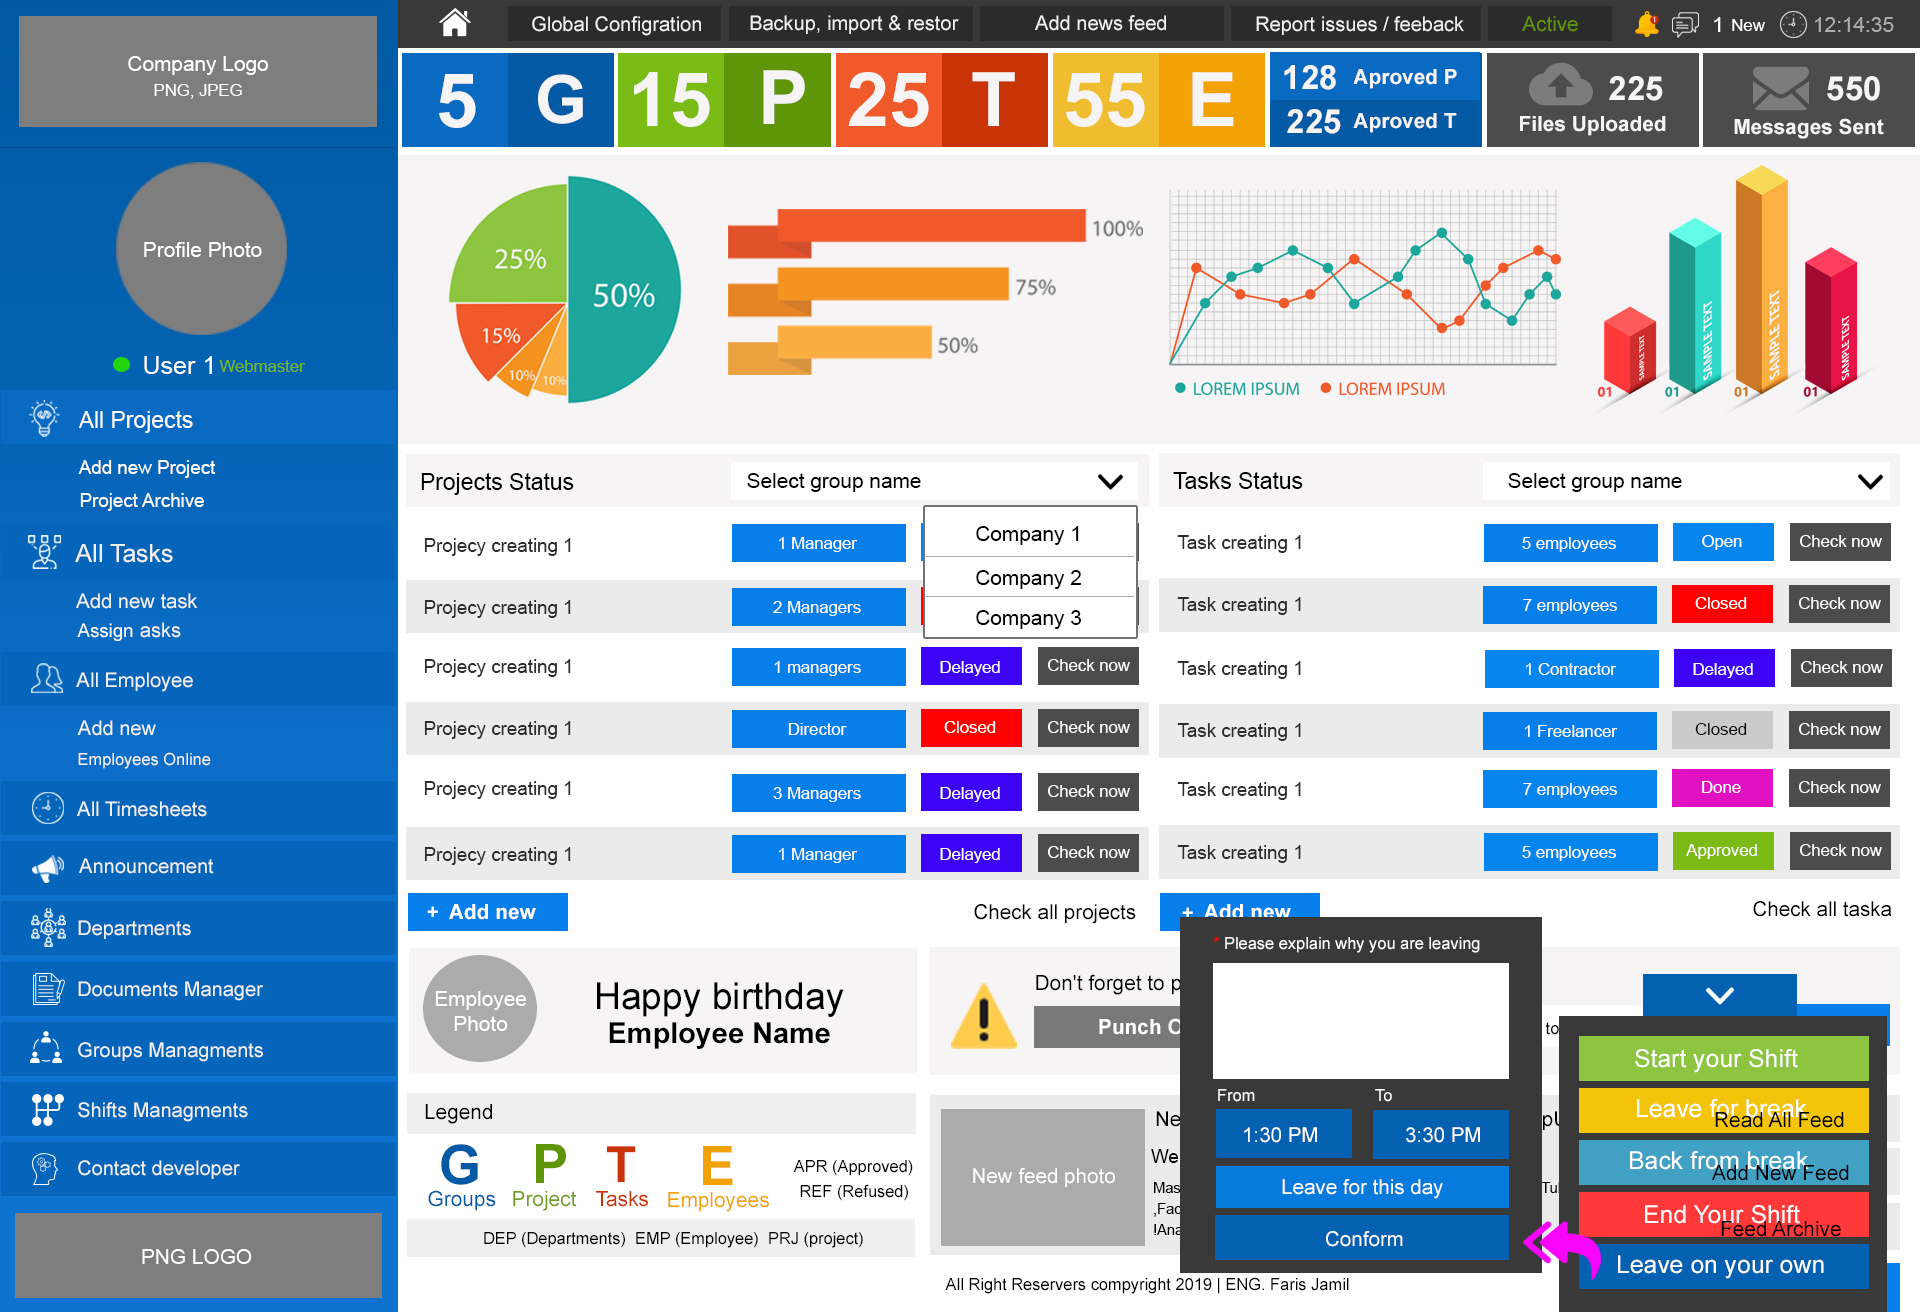 Company Logo
PNG, JPEG
Profile Photo
User 1 Webmaster
All Projects
Add new Project
Project Archive
All Tasks
Add new task
Assign asks
All Employee
Add new
Employees Online
All Timesheets
Announcement
Departments
Documents Manager
Groups Managments
Shifts Managments
Contact developer
PNG LOGO
Global Configration
Backup, import & restor
Add news feed
Report issues / feeback
Active
1 New
12:14:35
5 G
15 P
25 T
55 E
128 Aproved P
225 Aproved T
225
Files Uploaded
550
Messages Sent
25%
50%
15%
10%
10%
100%
75%
50%
LOREM IPSUM
LOREM IPSUM
SAMPLE TEXT
SAMPLE TEXT
SAMPLE TEXT
SAMPLE TEXT
01
01
01
01
Projects Status
Select group name
Company 1
Company 2
Company 3
Projecy creating 1
1 Manager
Projecy creating 1
2 Managers
Projecy creating 1
1 managers
Delayed
Check now
Projecy creating 1
Director
Closed
Check now
Projecy creating 1
3 Managers
Delayed
Check now
Projecy creating 1
1 Manager
Delayed
Check now
+ Add new
Check all projects
Tasks Status
Select group name
Task creating 1
5 employees
Open
Check now
Task creating 1
7 employees
Closed
Check now
Task creating 1
1 Contractor
Delayed
Check now
Task creating 1
1 Freelancer
Closed
Check now
Task creating 1
7 employees
Done
Check now
Task creating 1
5 employees
Approved
Check now
+ Add new
Check all taska
Employee
Photo
Happy birthday
Employee Name
Don't forget to p
Punch
to
* Please explain why you are leaving
From
To
1:30 PM
3:30 PM
Leave for this day
Conform
Start your Shift
Leave for break
Read All Feed
Back from break
Add New Feed
End Your Shift
Feed Archive
Leave on your own
Legend
G
Groups
P
Project
T
Tasks
E
Employees
APR (Approved)
REF (Refused)
DEP (Departments) EMP (Employee) PRJ (project)
New feed photo
Ne
We
Mas
,Fac
!Ana
All Right Reservers compyright 2019 | ENG. Faris Jamil